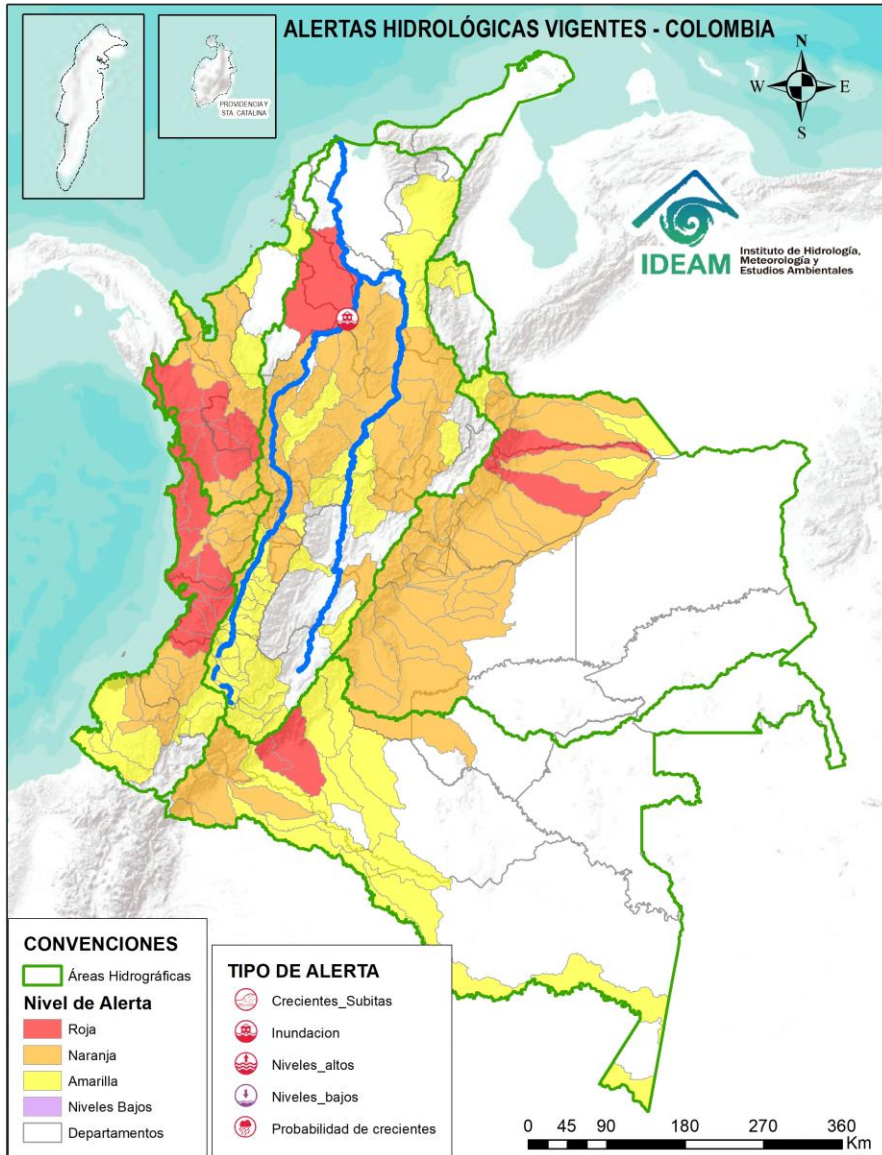 ALERTAS HIDROLÓGICAS VIGENTES - COLOMBIA
PROVIDENCIA Y
STA. CATALINA
N
W
E
S
IDEAM
Instituto de Hidrología,
Meteorología y
Estudios Ambientales
CONVENCIONES
Áreas Hidrográficas
Nivel de Alerta
Roja
Naranja
Amarilla
Niveles Bajos
Departamentos
TIPO DE ALERTA
Crecientes_Subitas
Inundacion
Niveles_altos
Niveles_bajos
Probabilidad de crecientes
0 45 90 180 270 360
Km